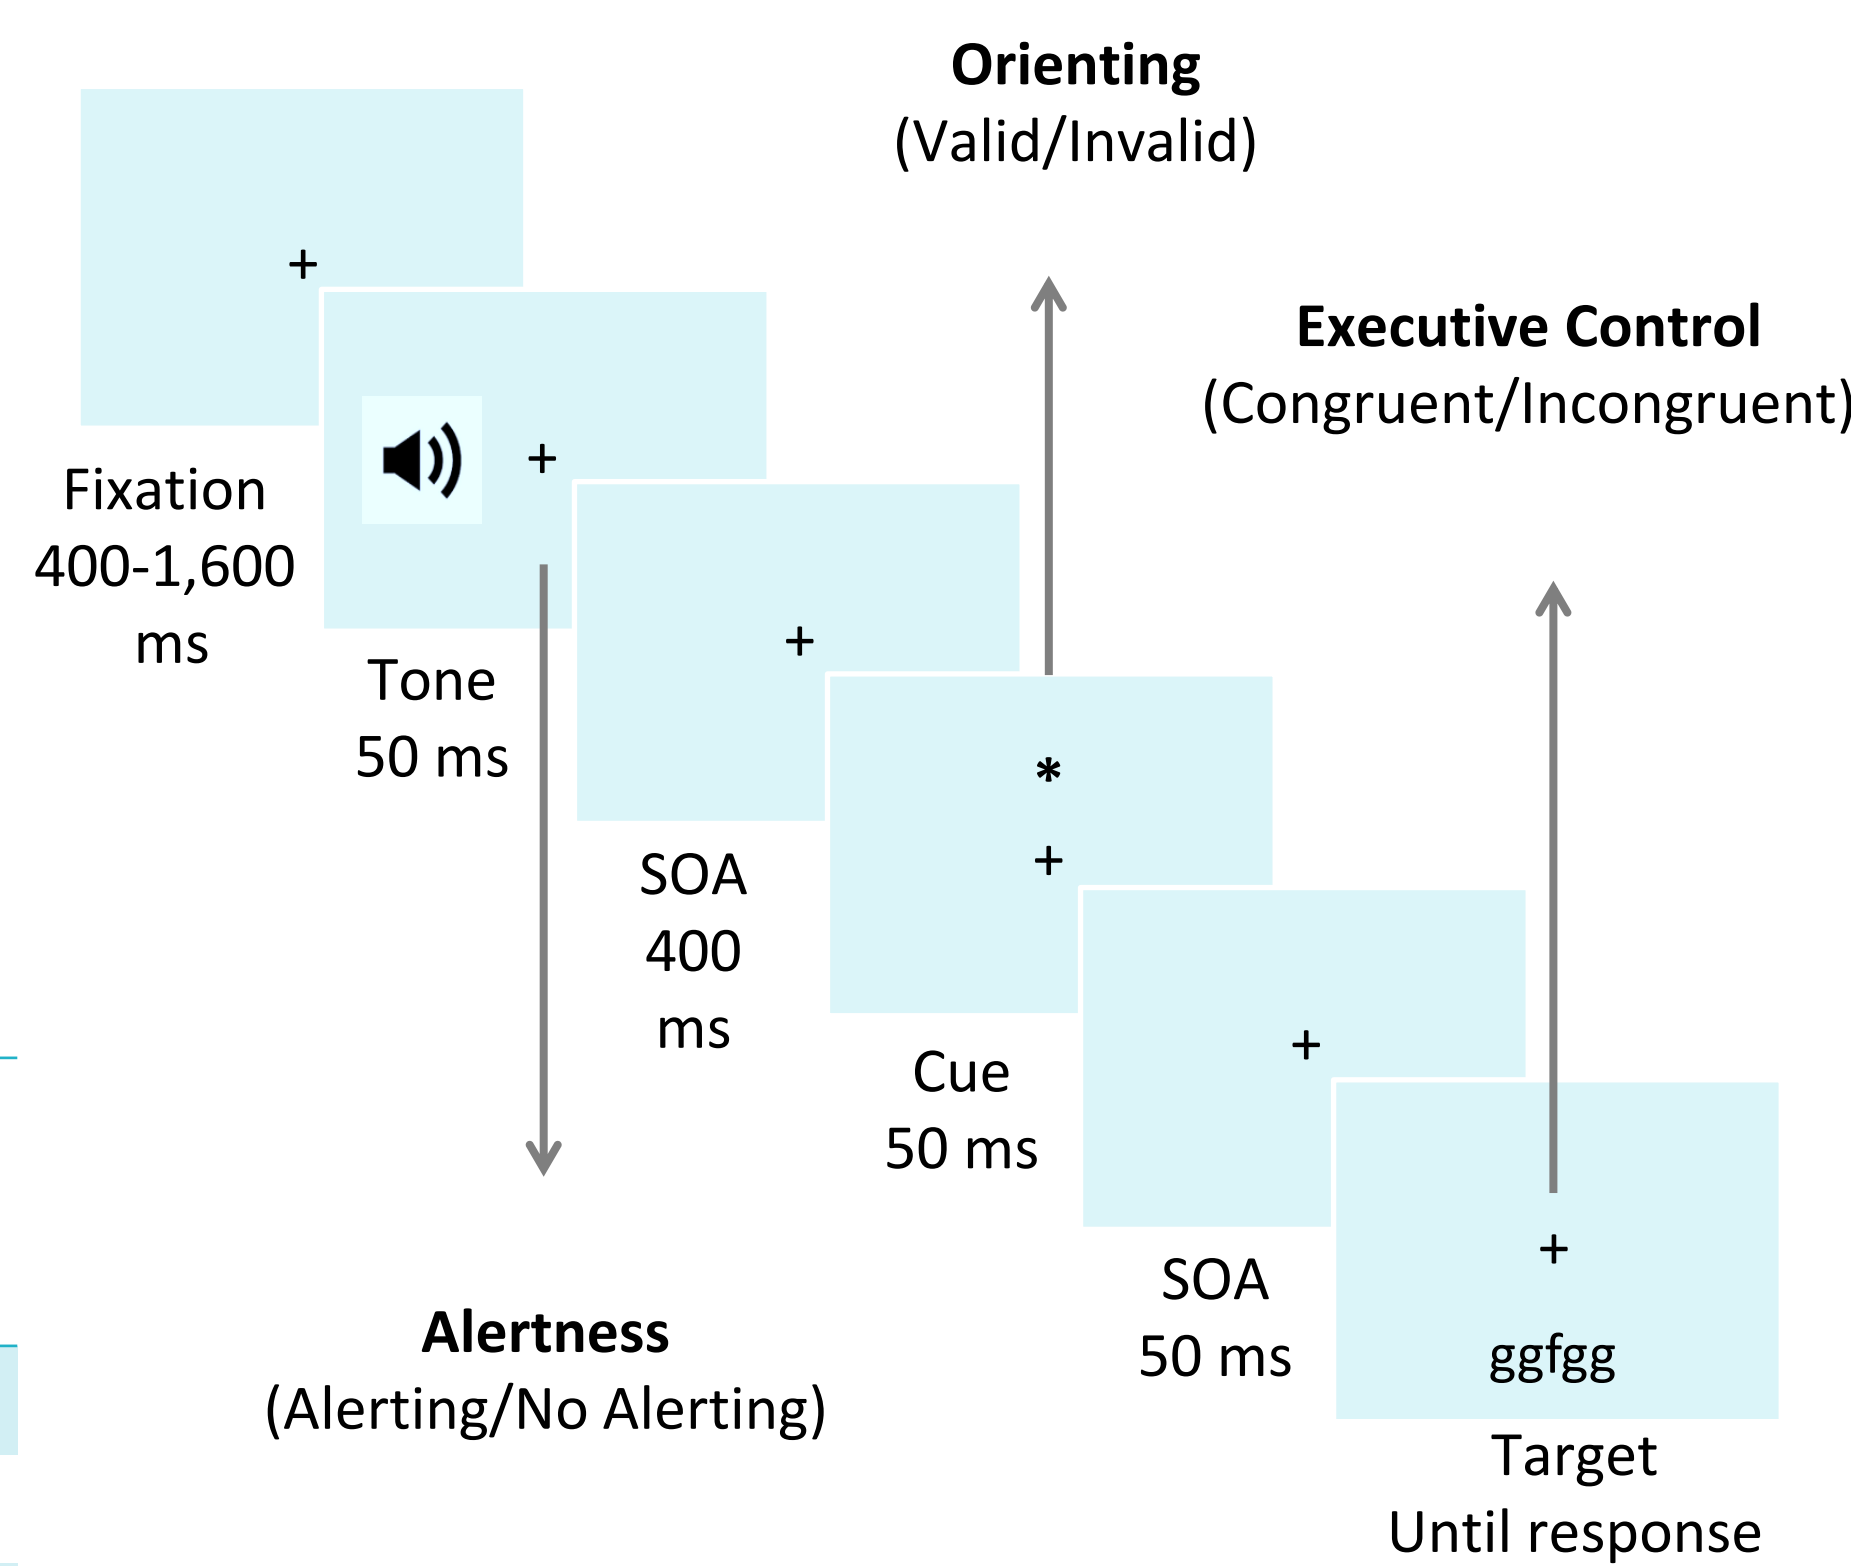 Orienting
(Valid/Invalid)
+
Executive Control
(Congruent/Incongruent)
+
Fixation
400-1,600
ms
+
Tone
50 ms
*
+
SOA
400
ms
+
Cue
50 ms
+
ggfgg
SOA
50 ms
Alertness
(Alerting/No Alerting)
Target
Until response